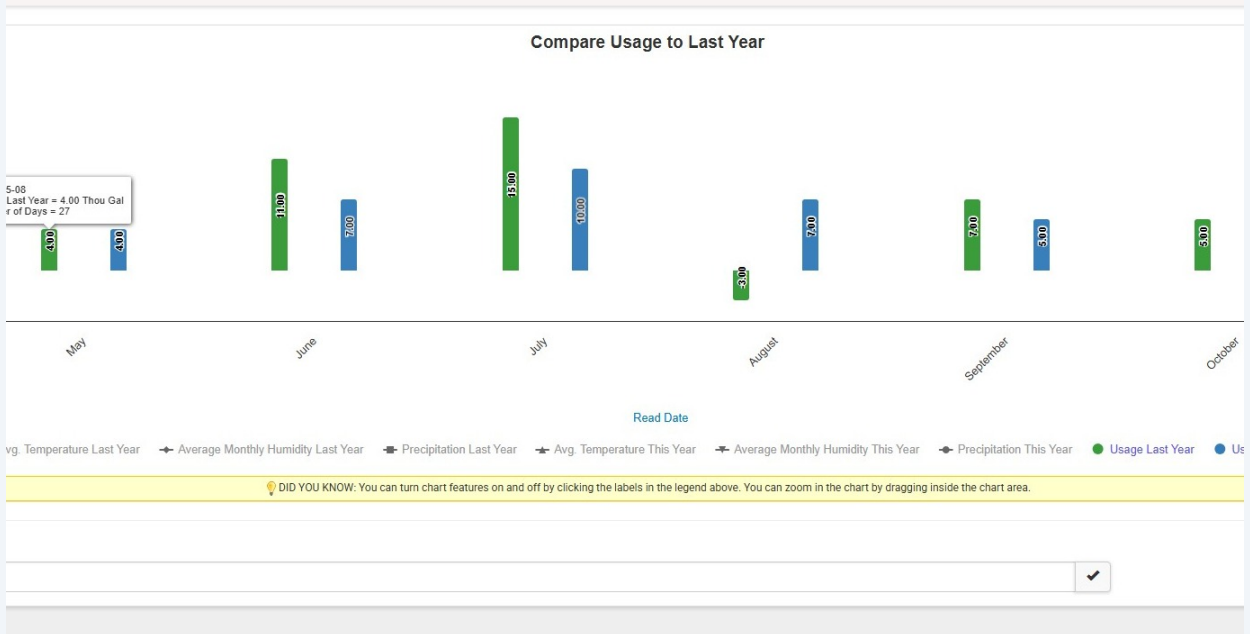 Compare Usage to Last Year
5-08
Last Year = 4.00 Thou Gal
r of Days = 27
4.00
4.00
11.00
7.00
15.00
10.00
-3.00
7.00
7.00
5.00
5.00
May
June
July
August
September
October
Read Date
vg. Temperature Last Year Average Monthly Humidity Last Year Precipitation Last Year Avg. Temperature This Year Average Monthly Humidity This Year Precipitation This Year Usage Last Year Us
DID YOU KNOW: You can turn chart features on and off by clicking the labels in the legend above. You can zoom in the chart by dragging inside the chart area.